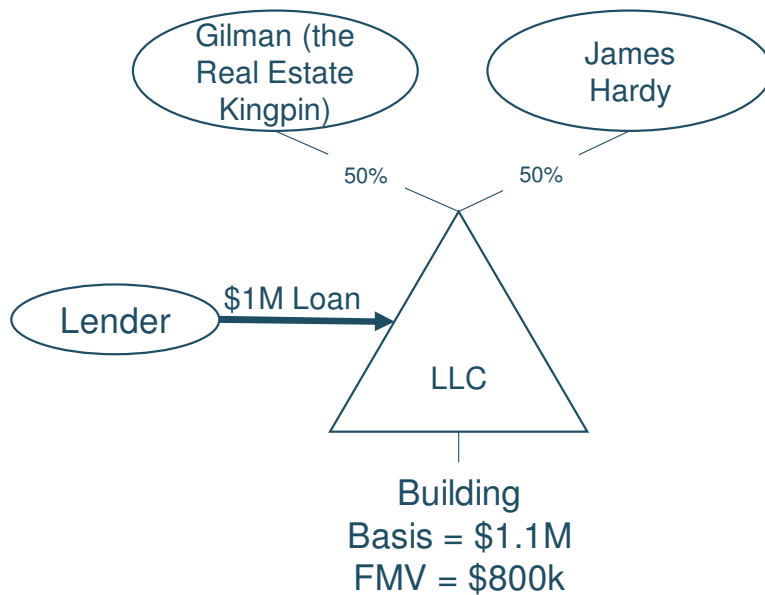 Gilman (the
Real Estate
Kingpin)
James
Hardy
50%
50%
$1M Loan
Lender
LLC
Building
Basis = $1.1M
FMV = $800k